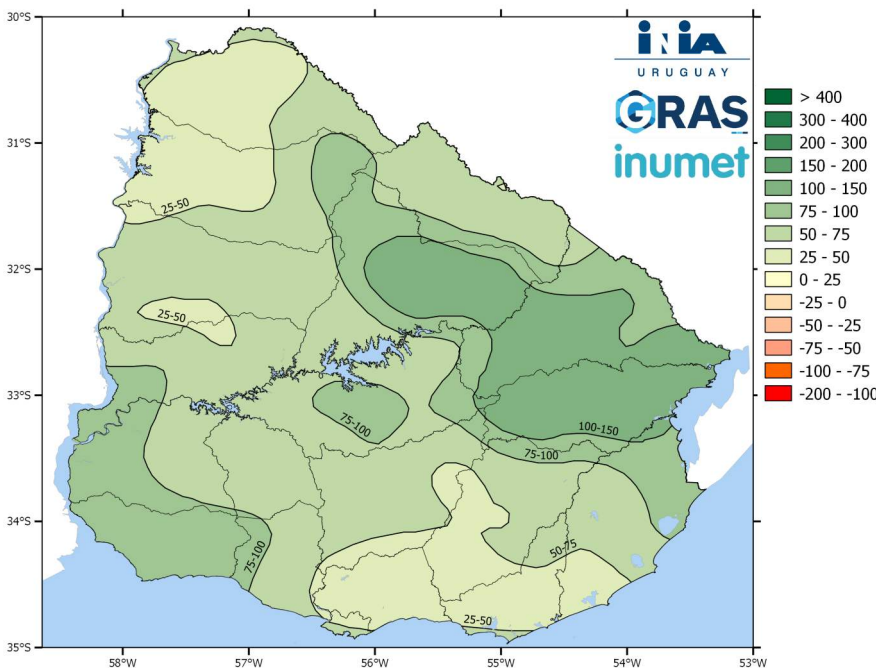 30°S
31°S
32°S
33°S
34°S
35°S
58°W
57°W
56°W
55°W
54°W
53°W
25-50
25-50
75-100
100-150
75-100
75-100
50-75
25-50
INIA
URUGUAY
GRAS
inumet
> 400
300 - 400
200 - 300
150 - 200
100 - 150
75 - 100
50 - 75
25 - 50
0 - 25
-25 - 0
-50 - -25
-75 - -50
-100 - -75
-200 - -100